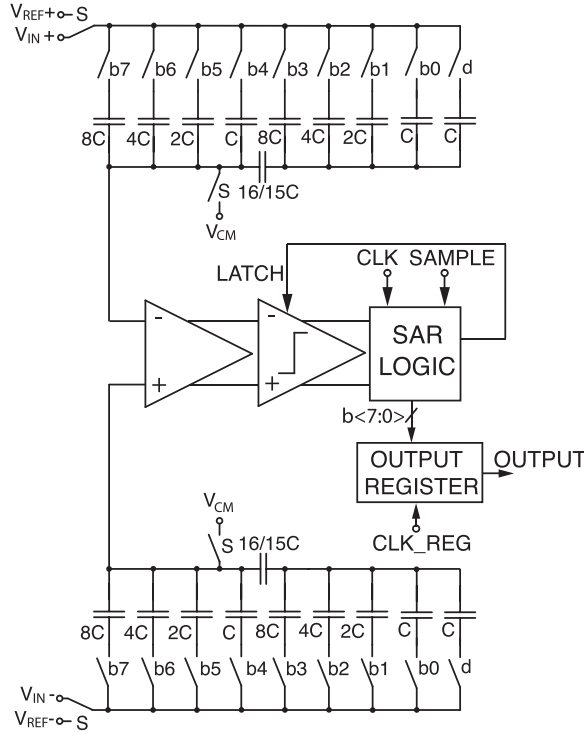 VREF+ S
VIN +
b7 b6 b5 b4 b3 b2 b1 b0 d
8C 4C 2C C 8C 4C 2C C C
S 16/15C
VCM
LATCH
CLK SAMPLE
- -
+ +
SAR
LOGIC
b<7:0>
OUTPUT
REGISTER
OUTPUT
CLK_REG
VCM
S 16/15C
8C 4C 2C C 8C 4C 2C C C
b7 b6 b5 b4 b3 b2 b1 b0 d
VIN -
VREF- S